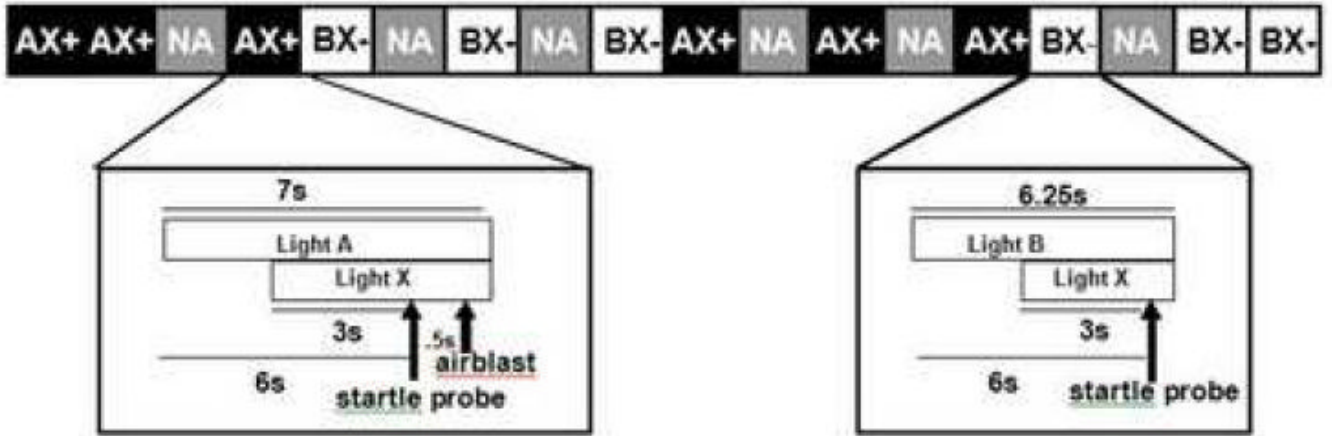 AX+ AX+ NA AX+ BX- NA BX- NA BX- AX+ NA AX+ NA AX+ BX- NA BX- BX-
7s
Light A
Light X
3s
.5s
airblast
6s
startle probe
6.25s
Light B
Light X
3s
6s
startle probe